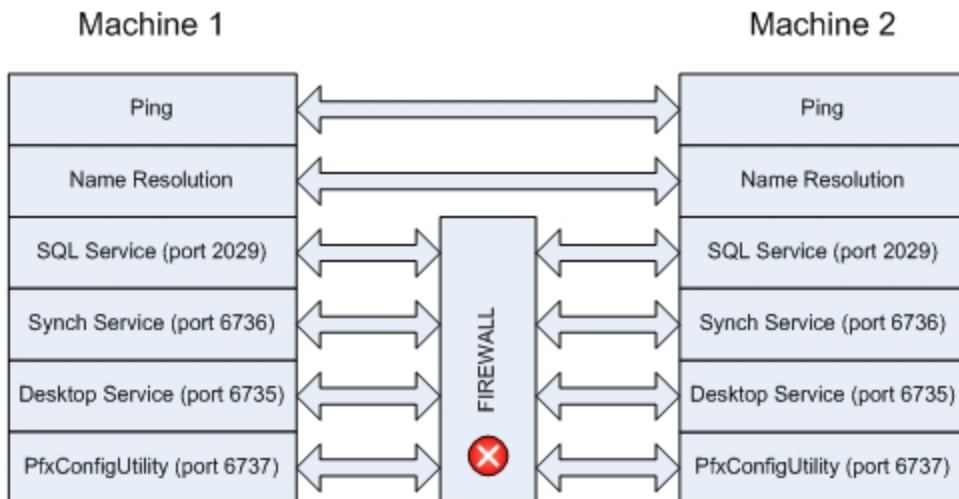 Machine 1
Machine 2
Ping
Ping
Name Resolution
Name Resolution
SQL Service (port 2029)
SQL Service (port 2029)
Synch Service (port 6736)
Synch Service (port 6736)
FIREWALL
Desktop Service (port 6735)
Desktop Service (port 6735)
PfxConfigUtility (port 6737)
PfxConfigUtility (port 6737)